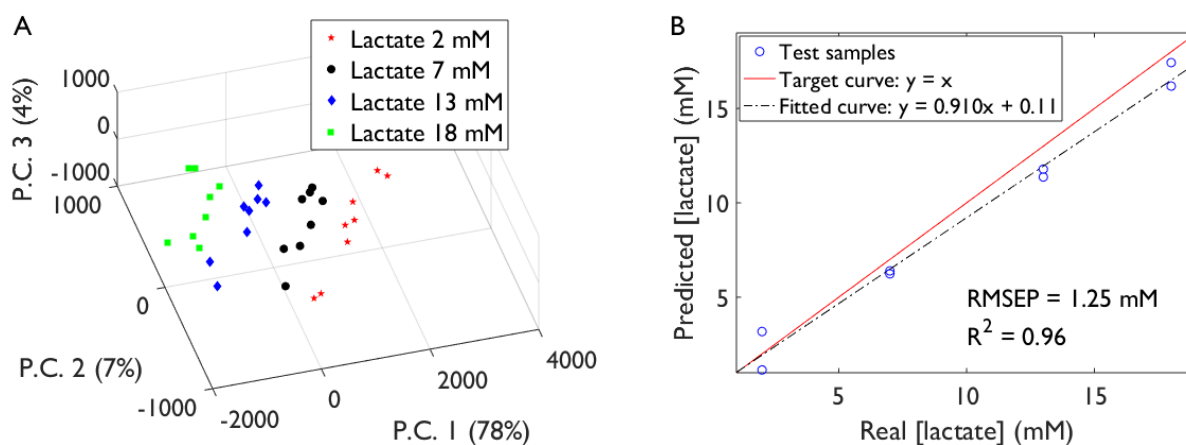 A
Lactate 2 mM
Lactate 7 mM
Lactate 13 mM
Lactate 18 mM
P.C. 3 (4%)
1000
0
-1000
1000
0
-1000
P.C. 2 (7%)
-2000
0
2000
4000
P.C. 1 (78%)
B
Test samples
Target curve: y = x
Fitted curve: y = 0.910x + 0.11
Predicted [lactate] (mM)
15
10
5
RMSEP = 1.25 mM
R² = 0.96
5
10
15
Real [lactate] (mM)